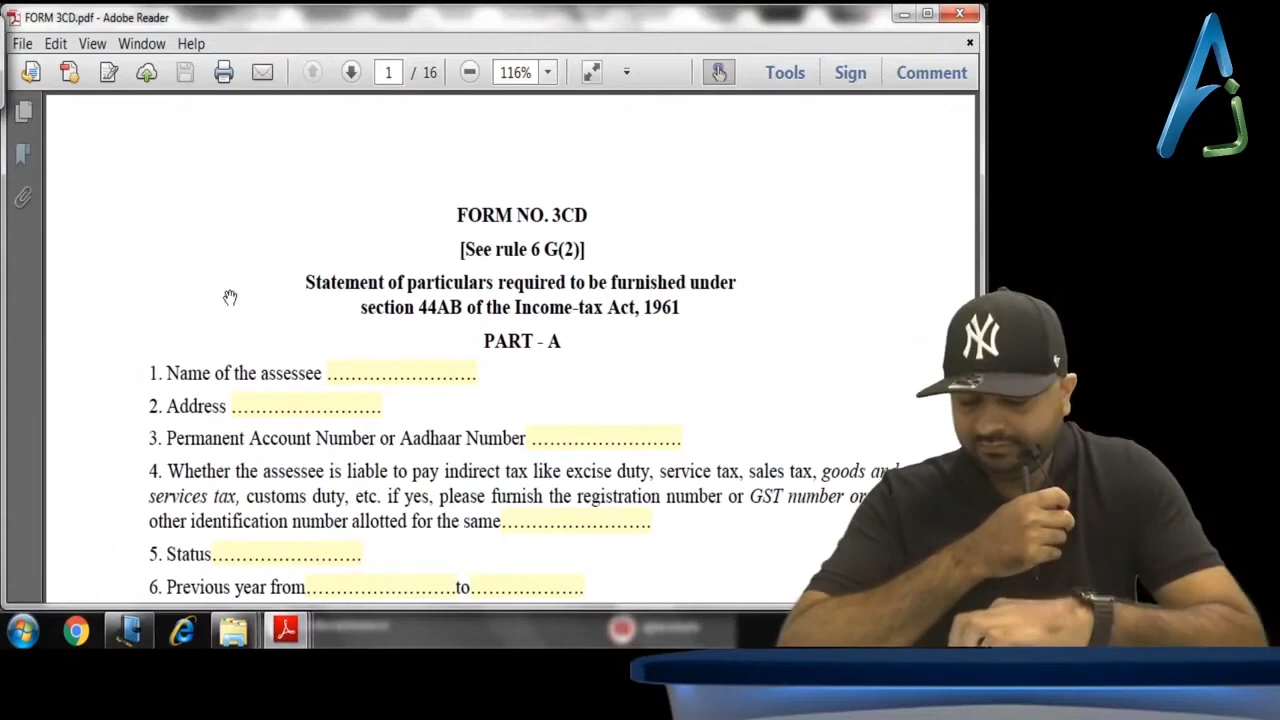 FORM 3CD.pdf - Adobe Reader
File Edit View Window Help
1 / 16 116% Tools Sign Comment
FORM NO. 3CD
[See rule 6 G(2)]
Statement of particulars required to be furnished under
section 44AB of the Income-tax Act, 1961
PART - A
1. Name of the assessee ……………………
2. Address ……………………
3. Permanent Account Number or Aadhaar Number ……………………
4. Whether the assessee is liable to pay indirect tax like excise duty, service tax, sales tax, goods and
services tax, customs duty, etc. if yes, please furnish the registration number or GST number or
other identification number allotted for the same……………………
5. Status……………………
6. Previous year from……………………to………………
NY